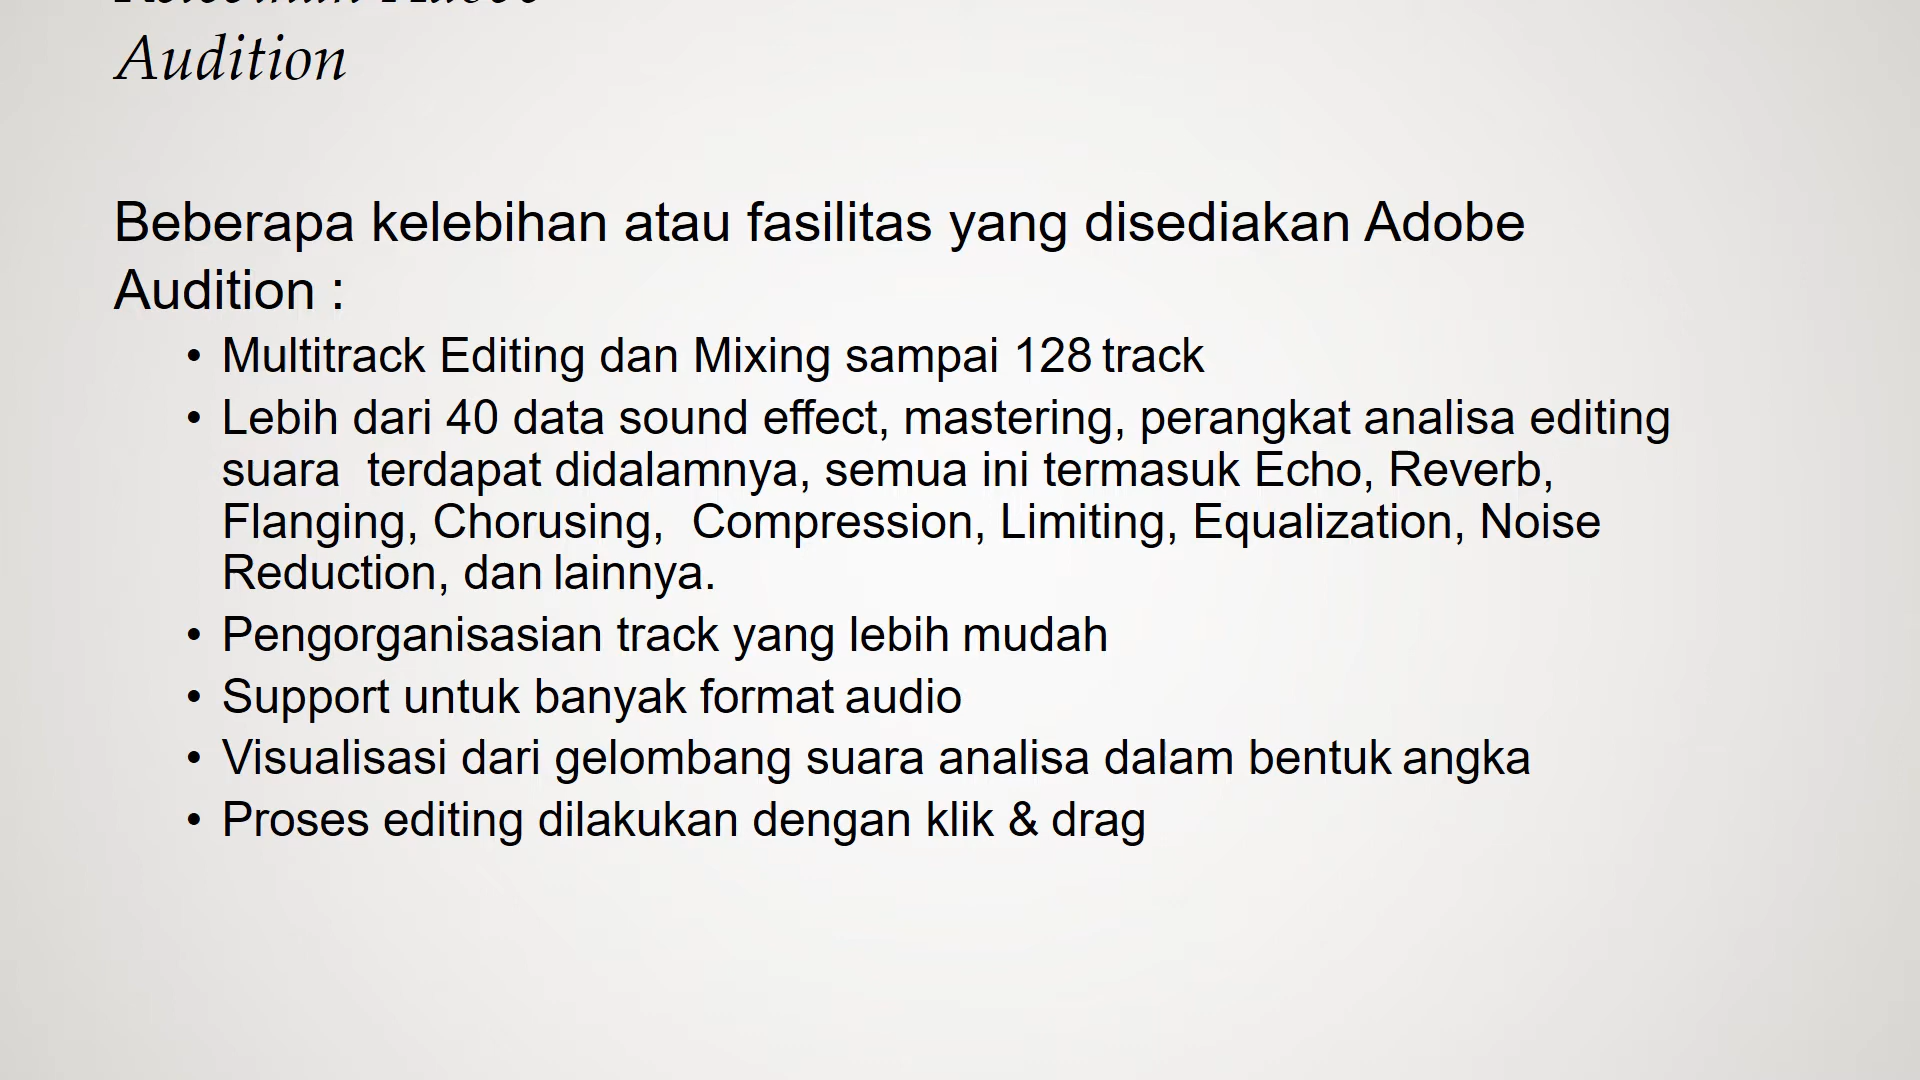 Audition
Beberapa kelebihan atau fasilitas yang disediakan Adobe
Audition :
• Multitrack Editing dan Mixing sampai 128 track
• Lebih dari 40 data sound effect, mastering, perangkat analisa editing
suara  terdapat didalamnya, semua ini termasuk Echo, Reverb,
Flanging, Chorusing,  Compression, Limiting, Equalization, Noise
Reduction, dan lainnya.
• Pengorganisasian track yang lebih mudah
• Support untuk banyak format audio
• Visualisasi dari gelombang suara analisa dalam bentuk angka
• Proses editing dilakukan dengan klik & drag